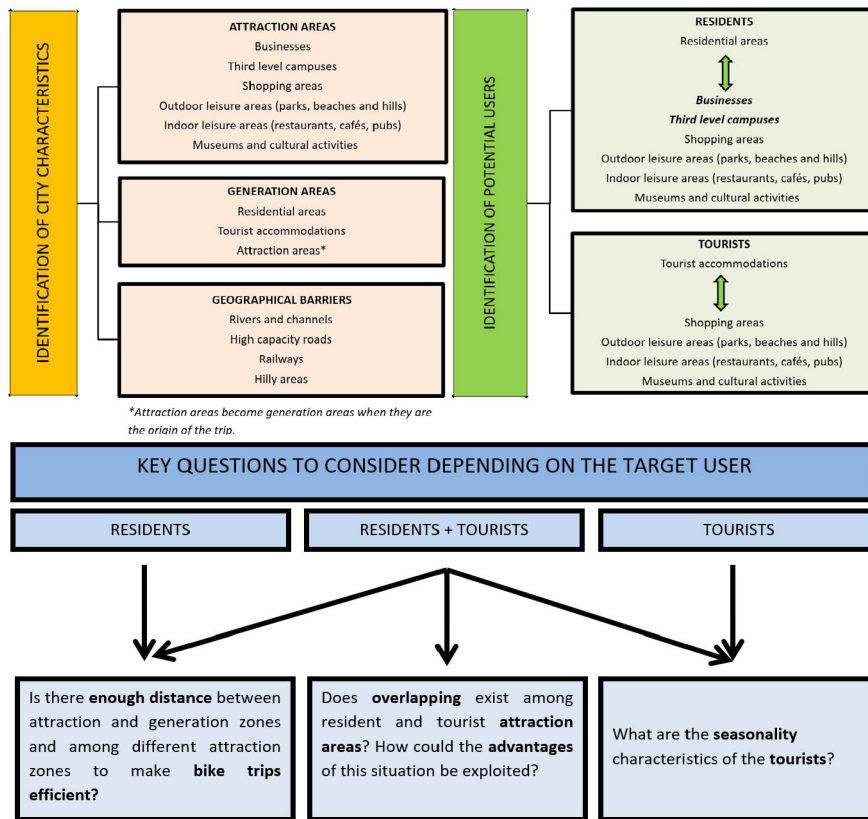 IDENTIFICATION OF CITY CHARACTERISTICS
ATTRACTION AREAS
Businesses
Third level campuses
Shopping areas
Outdoor leisure areas (parks, beaches and hills)
Indoor leisure areas (restaurants, cafés, pubs)
Museums and cultural activities
GENERATION AREAS
Residential areas
Tourist accommodations
Attraction areas*
GEOGRAPHICAL BARRIERS
Rivers and channels
High capacity roads
Railways
Hilly areas
*Attraction areas become generation areas when they are
the origin of the trip.
IDENTIFICATION OF POTENTIAL USERS
RESIDENTS
Residential areas
Businesses
Third level campuses
Shopping areas
Outdoor leisure areas (parks, beaches and hills)
Indoor leisure areas (restaurants, cafés, pubs)
Museums and cultural activities
TOURISTS
Tourist accommodations
Shopping areas
Outdoor leisure areas (parks, beaches and hills)
Indoor leisure areas (restaurants, cafés, pubs)
Museums and cultural activities
KEY QUESTIONS TO CONSIDER DEPENDING ON THE TARGET USER
RESIDENTS
RESIDENTS + TOURISTS
TOURISTS
Is there enough distance between
attraction and generation zones
and among different attraction
zones to make bike trips
efficient?
Does overlapping exist among
resident and tourist attraction
areas? How could the advantages
of this situation be exploited?
What are the seasonality
characteristics of the tourists?